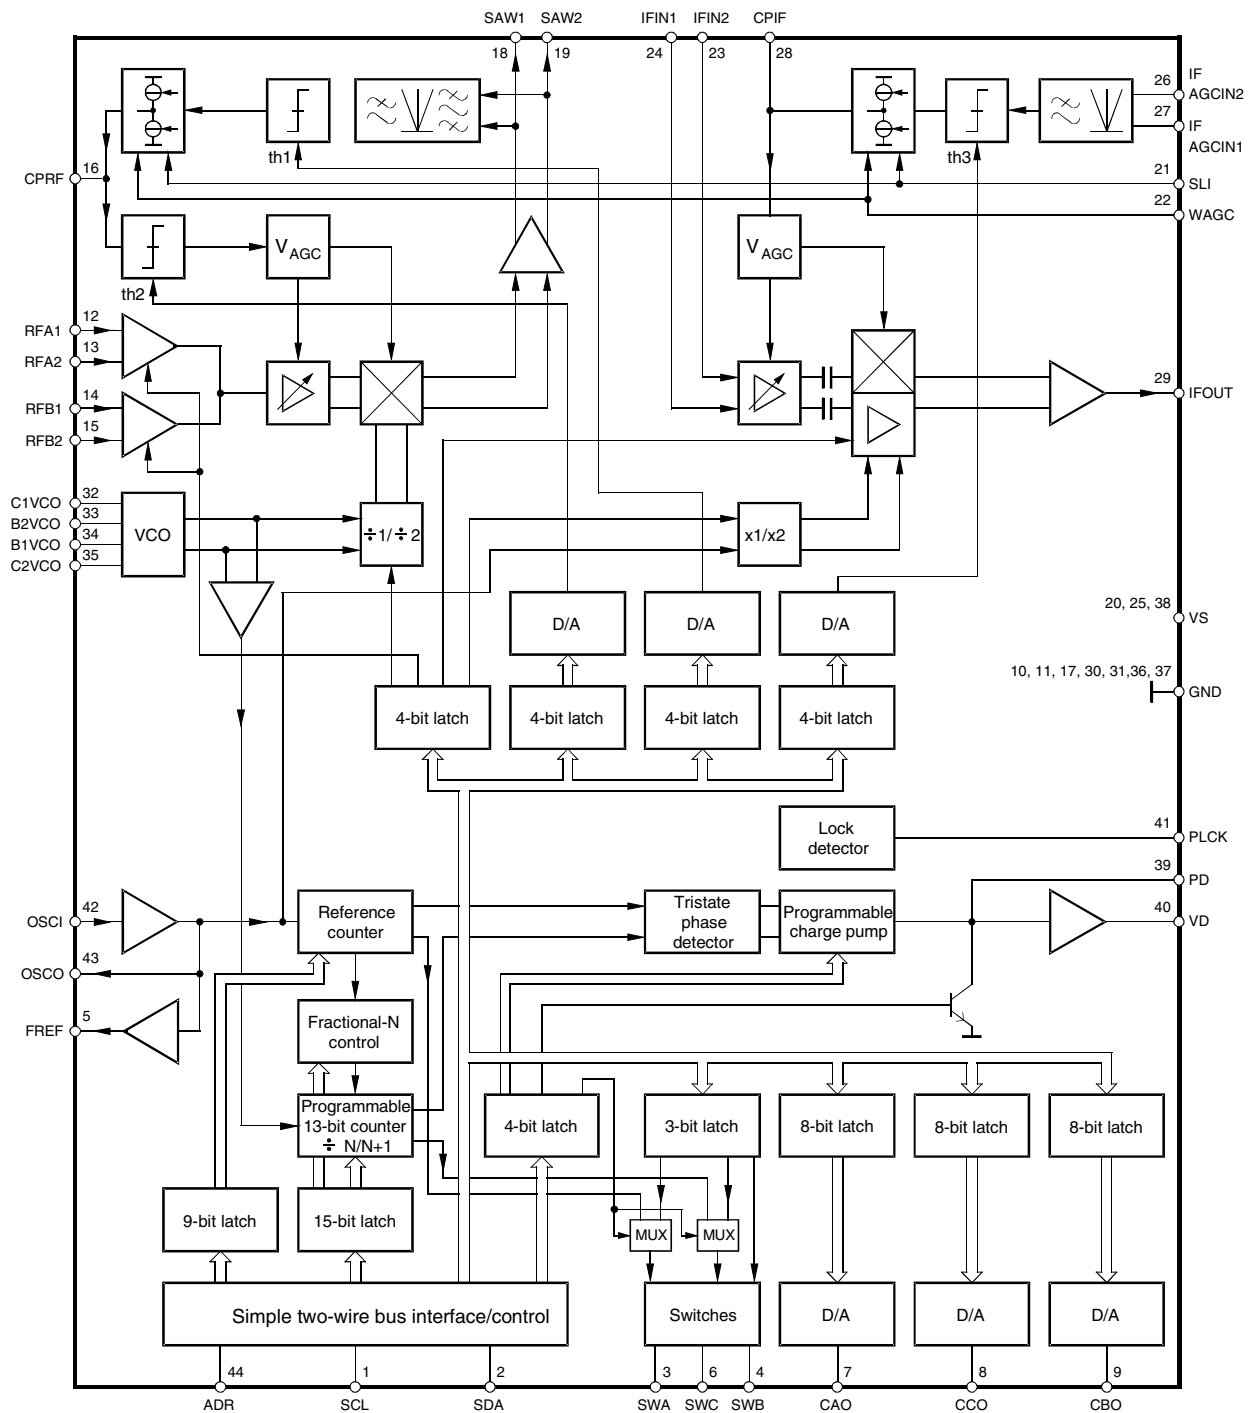 SAW1 SAW2 IFIN1 IFIN2 CPIF
18 19 24 23 28
26 IF
AGCIN2
27 IF
AGCIN1
th1 th3
16 CPRF
21 SLI
22 WAGC
VAGC VAGC
th2
12 RFA1
13 RFA2
14 RFB1
15 RFB2
29 IFOUT
32 C1VCO
33 B2VCO
34 B1VCO
35 C2VCO
VCO
÷1/÷2
x1/x2
D/A D/A D/A
20, 25, 38 VS
10, 11, 17, 30, 31,36, 37 GND
4-bit latch 4-bit latch 4-bit latch 4-bit latch
Lock
detector
41 PLCK
39 PD
42 OSCI
Reference
counter
Tristate
phase
detector
Programmable
charge pump
40 VD
43 OSCO
5 FREF
Fractional-N
control
Programmable
13-bit counter
÷ N/N+1
4-bit latch 3-bit latch 8-bit latch 8-bit latch 8-bit latch
9-bit latch 15-bit latch
MUX MUX
Simple two-wire bus interface/control
Switches D/A D/A D/A
44 1 2 3 6 4 7 8 9
ADR SCL SDA SWA SWC SWB CAO CCO CBO